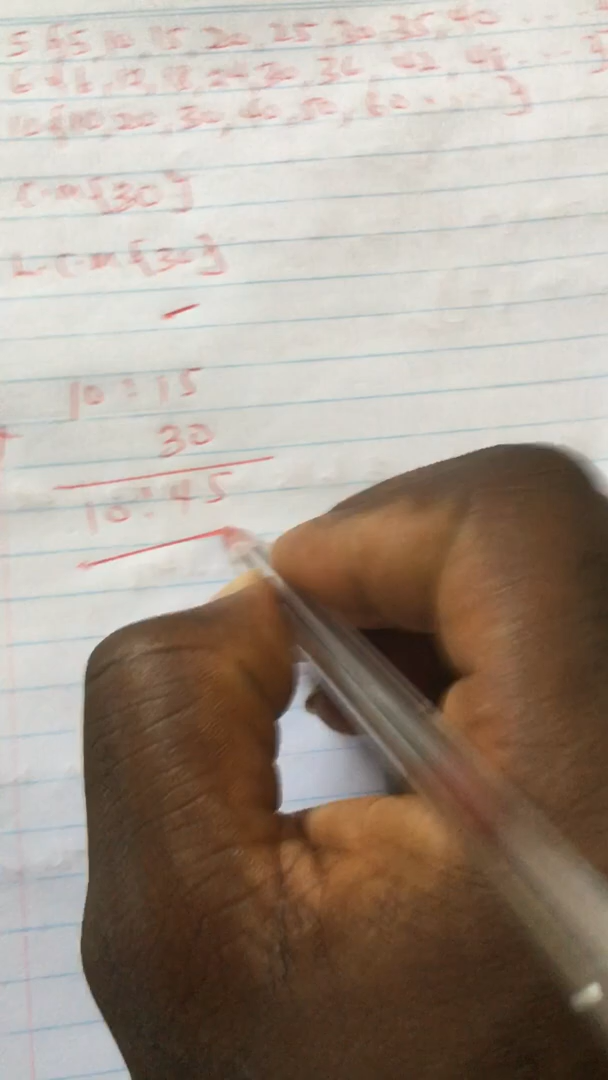 5 {5, 10, 15, 20, 25, 30, 35, 40 ...
6 {6, 12, 18, 24, 30, 36, 42, 48 ... }
10 {10, 20, 30, 40, 50, 60 ... }
C.M {30}
L.C.M {30}
10:15
30
10:45